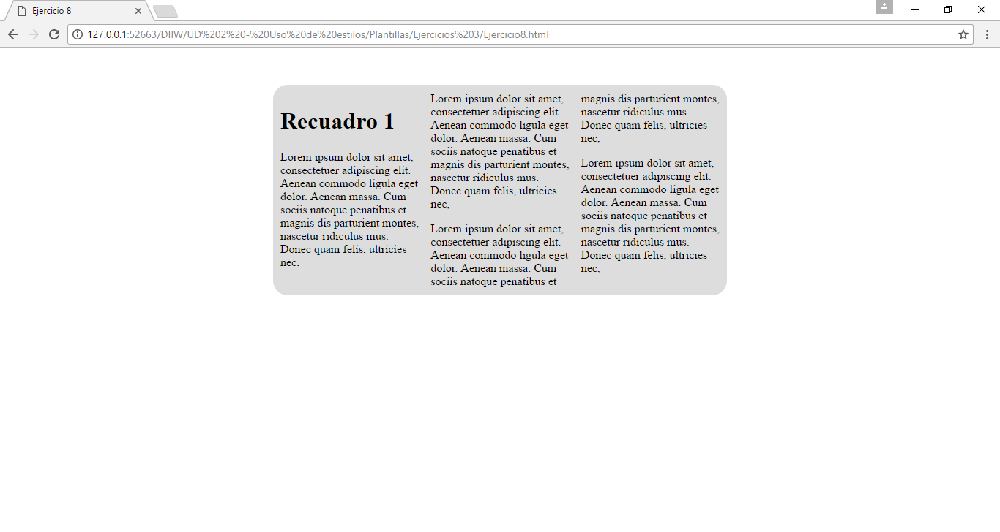 Ejercicio 8
127.0.0.1:52663/DIIW/UD%202%20-%20Uso%20de%20estilos/Plantillas/Ejercicios%203/Ejercicio8.html
Recuadro 1
Lorem ipsum dolor sit amet,
consectetuer adipiscing elit.
Aenean commodo ligula eget
dolor. Aenean massa. Cum
sociis natoque penatibus et
magnis dis parturient montes,
nascetur ridiculus mus.
Donec quam felis, ultricies
nec,
Lorem ipsum dolor sit amet,
consectetuer adipiscing elit.
Aenean commodo ligula eget
dolor. Aenean massa. Cum
sociis natoque penatibus et
magnis dis parturient montes,
nascetur ridiculus mus.
Donec quam felis, ultricies
nec,
Lorem ipsum dolor sit amet,
consectetuer adipiscing elit.
Aenean commodo ligula eget
dolor. Aenean massa. Cum
sociis natoque penatibus et
magnis dis parturient montes,
nascetur ridiculus mus.
Donec quam felis, ultricies
nec,
Lorem ipsum dolor sit amet,
consectetuer adipiscing elit.
Aenean commodo ligula eget
dolor. Aenean massa. Cum
sociis natoque penatibus et
magnis dis parturient montes,
nascetur ridiculus mus.
Donec quam felis, ultricies
nec,